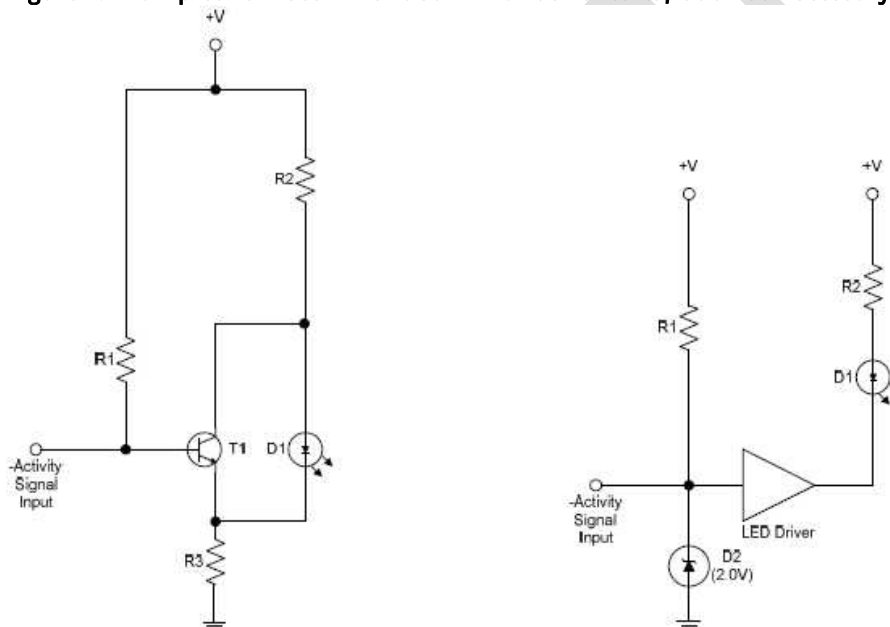 +V
R2
R1
T1
D1
-Activity
Signal
Input
R3
+V
+V
R2
R1
D1
-Activity
Signal
Input
LED Driver
D2
(2.0V)